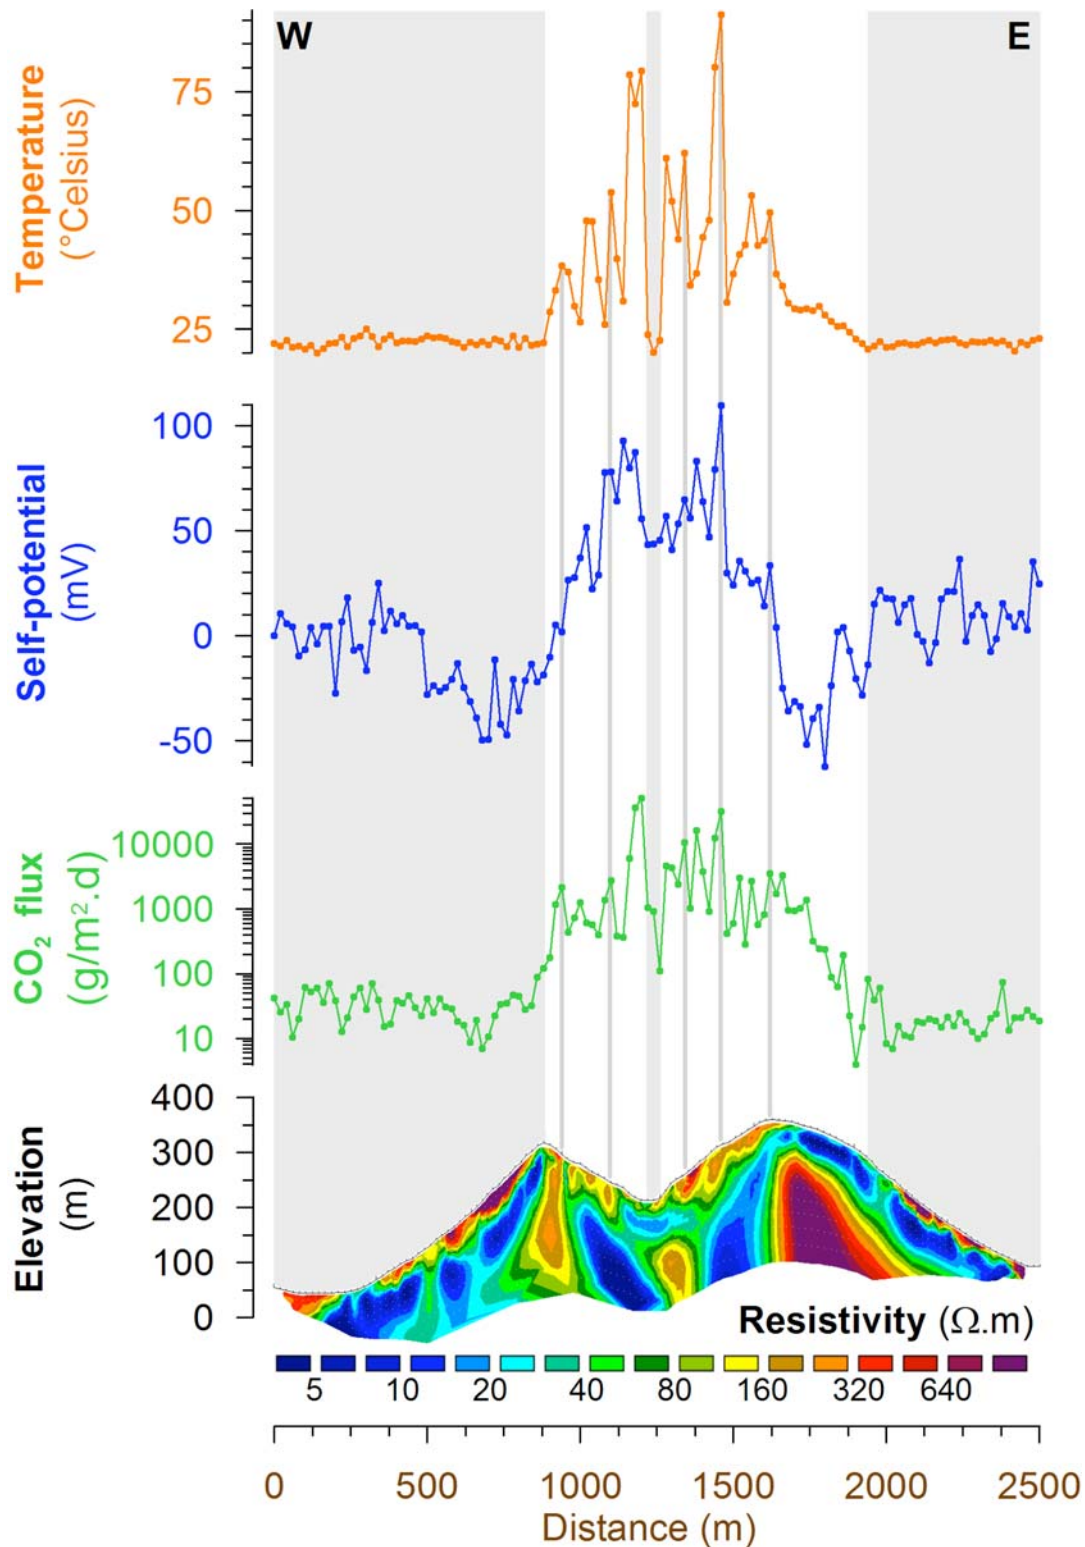 W
E
Temperature
(°Celsius)
75
50
25
Self-potential
(mV)
100
50
0
-50
CO₂ flux
(g/m².d)
10000
1000
100
10
Elevation
(m)
400
300
200
100
0
Resistivity (Ω.m)
5 10 20 40 80 160 320 640
0 500 1000 1500 2000 2500
Distance (m)